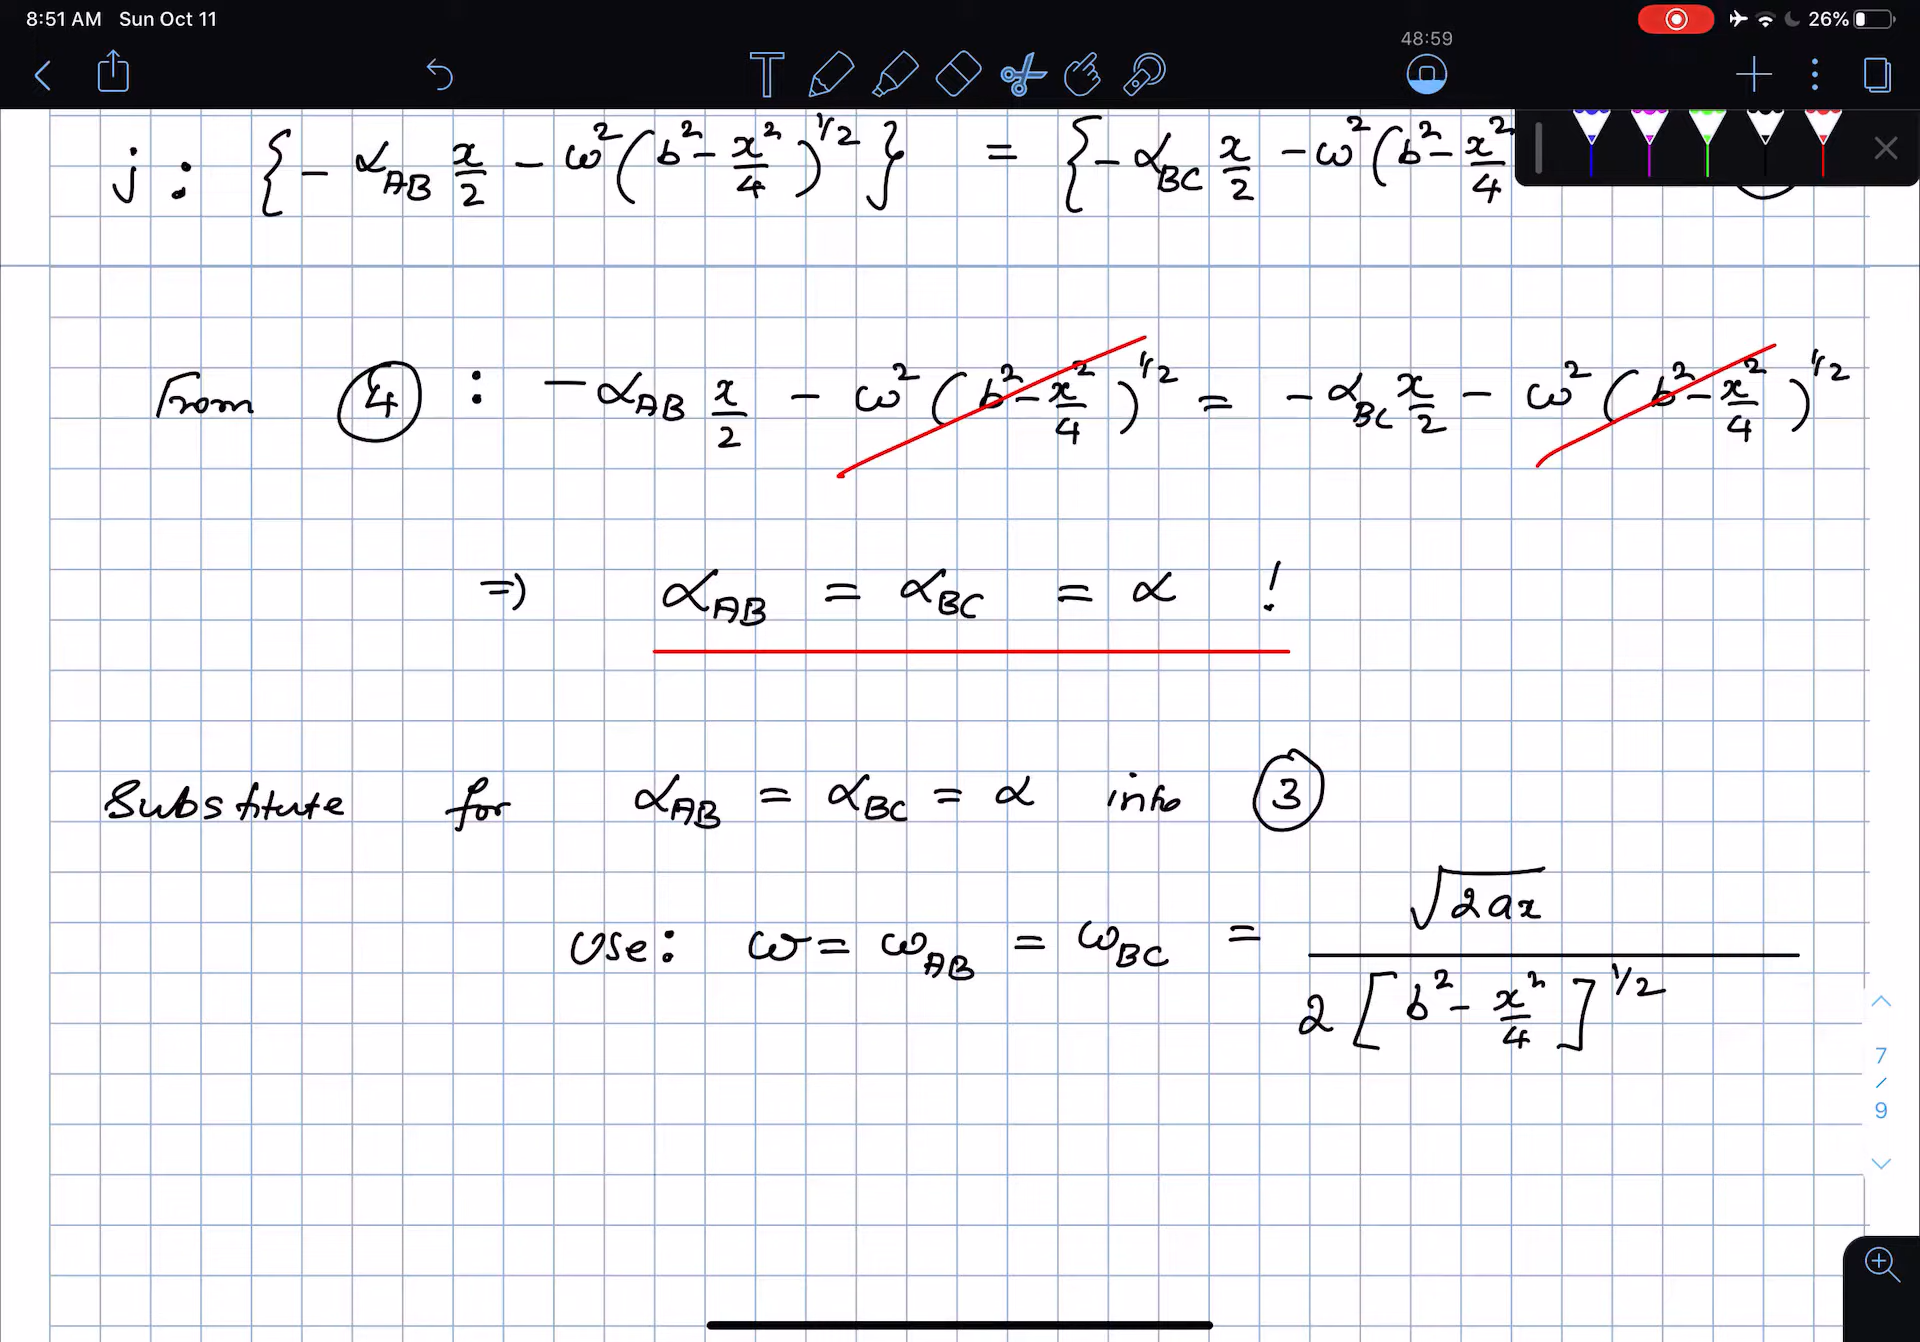 8:51 AM Sun Oct 11 26%
48:59
j : { - α_AB x/2 - ω² (b² - x²/4)^1/2 } = { - α_BC x/2 - ω² (b² - x²/4
From ④ : - α_AB x/2 - ω² (b² - x²/4)^1/2 = - α_BC x/2 - ω² (b² - x²/4)^1/2
⇒ α_AB = α_BC = α !
Substitute for α_AB = α_BC = α into ③
Use: ω = ω_AB = ω_BC = √(2ax) / 2 [b² - x²/4]^1/2
7
/
9